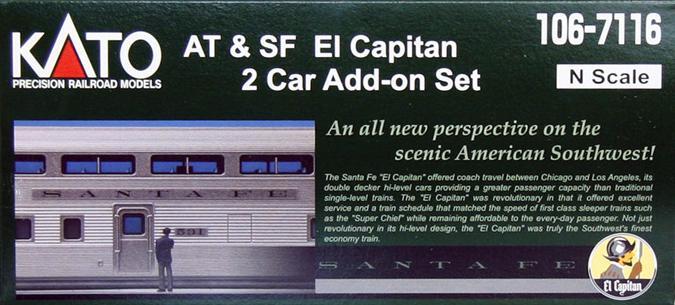 KATO
PRECISION RAILROAD MODELS
AT & SF El Capitan
2 Car Add-on Set
106-7116
N Scale
An all new perspective on the
scenic American Southwest!
The Santa Fe "El Capitan" offered coach travel between Chicago and Los Angeles, its
double decker hi-level cars providing a greater passenger capacity than traditional
single-level trains. The "El Capitan" was revolutionary in that it offered excellent
service and a train schedule that matched the speed of first class sleeper trains such
as the "Super Chief" while remaining affordable to the every-day passenger. Not just
revolutionary in its hi-level design, the "El Capitan" was truly the Southwest's finest
economy train.
SANTA FE
531
SANTA FE
El Capitan